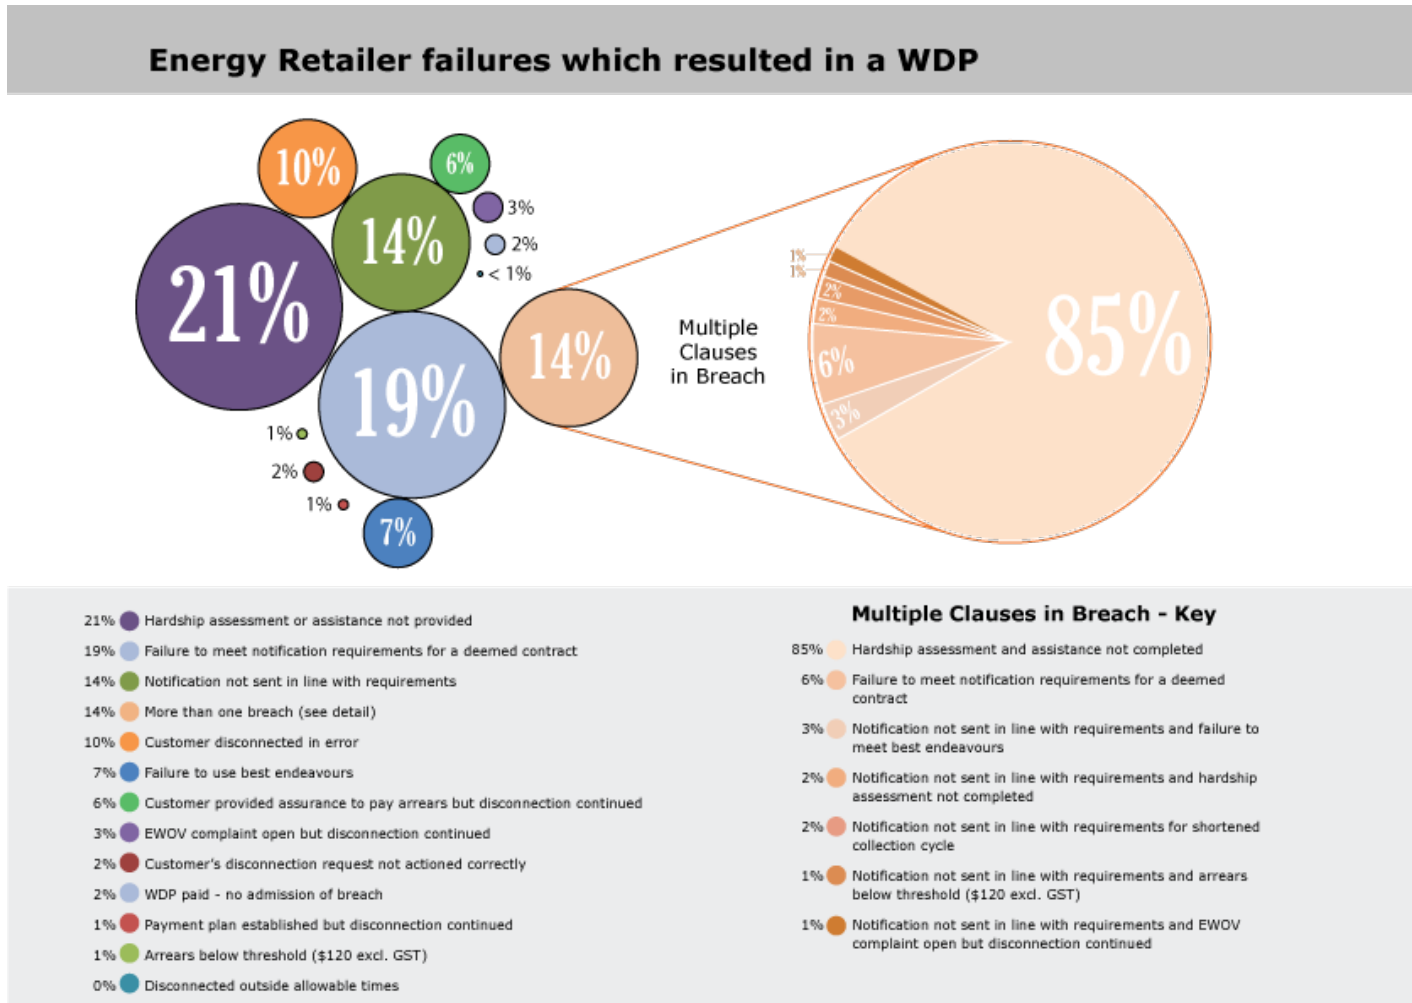 Energy Retailer failures which resulted in a WDP
10%
6%
3%
14%
2%
< 1%
21%
19%
14%
1%
2%
1%
7%
Multiple
Clauses
in Breach
1%
1%
2%
2%
6%
3%
85%
21% Hardship assessment or assistance not provided
19% Failure to meet notification requirements for a deemed contract
14% Notification not sent in line with requirements
14% More than one breach (see detail)
10% Customer disconnected in error
7% Failure to use best endeavours
6% Customer provided assurance to pay arrears but disconnection continued
3% EWOV complaint open but disconnection continued
2% Customer's disconnection request not actioned correctly
2% WDP paid - no admission of breach
1% Payment plan established but disconnection continued
1% Arrears below threshold ($120 excl. GST)
0% Disconnected outside allowable times
Multiple Clauses in Breach - Key
85% Hardship assessment and assistance not completed
6% Failure to meet notification requirements for a deemed
contract
3% Notification not sent in line with requirements and failure to
meet best endeavours
2% Notification not sent in line with requirements and hardship
assessment not completed
2% Notification not sent in line with requirements for shortened
collection cycle
1% Notification not sent in line with requirements and arrears
below threshold ($120 excl. GST)
1% Notification not sent in line with requirements and EWOV
complaint open but disconnection continued